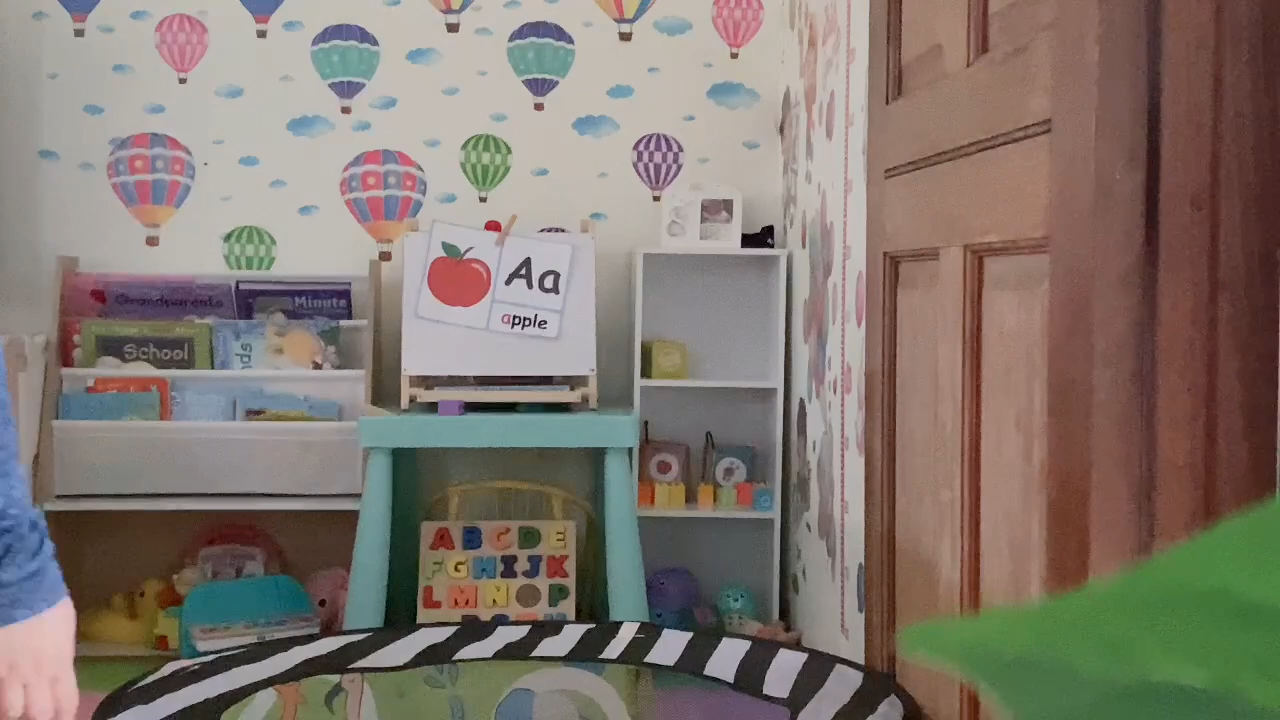 Grandparents
Minute
School
Aa
apple
ABCDE
FGHIJK
LMNOP